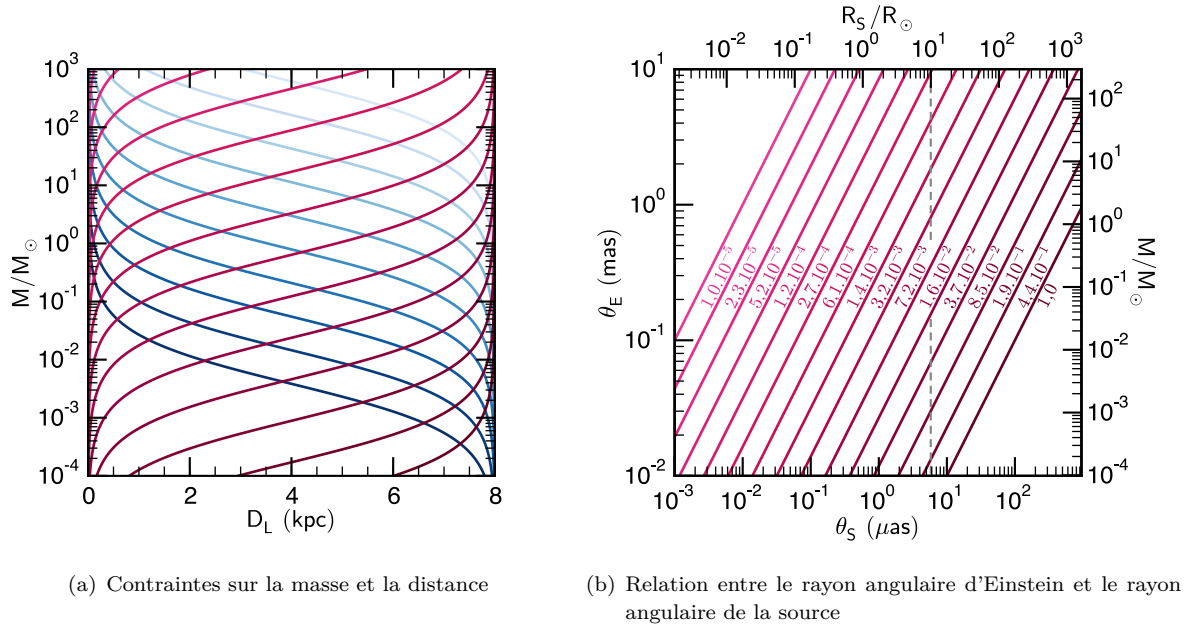 10³
10²
10¹
10⁰
10⁻¹
10⁻²
10⁻³
10⁻⁴
M/M☉
0 2 4 6 8
D_L (kpc)
(a) Contraintes sur la masse et la distance
R_S/R☉
10⁻² 10⁻¹ 10⁰ 10¹ 10² 10³
10¹
10⁰
10⁻¹
10⁻²
θ_E (mas)
1,0.10⁻⁵
2,3.10⁻⁵
5,2.10⁻⁵
1,2.10⁻⁴
2,7.10⁻⁴
6,1.10⁻⁴
1,4.10⁻³
3,2.10⁻³
7,2.10⁻³
1,6.10⁻²
3,7.10⁻²
8,5.10⁻²
1,9.10⁻¹
4,4.10⁻¹
1,0
10²
10¹
10⁰
10⁻¹
10⁻²
10⁻³
10⁻⁴
M/M☉
10⁻³ 10⁻² 10⁻¹ 10⁰ 10¹ 10²
θ_S (μas)
(b) Relation entre le rayon angulaire d'Einstein et le rayon
angulaire de la source